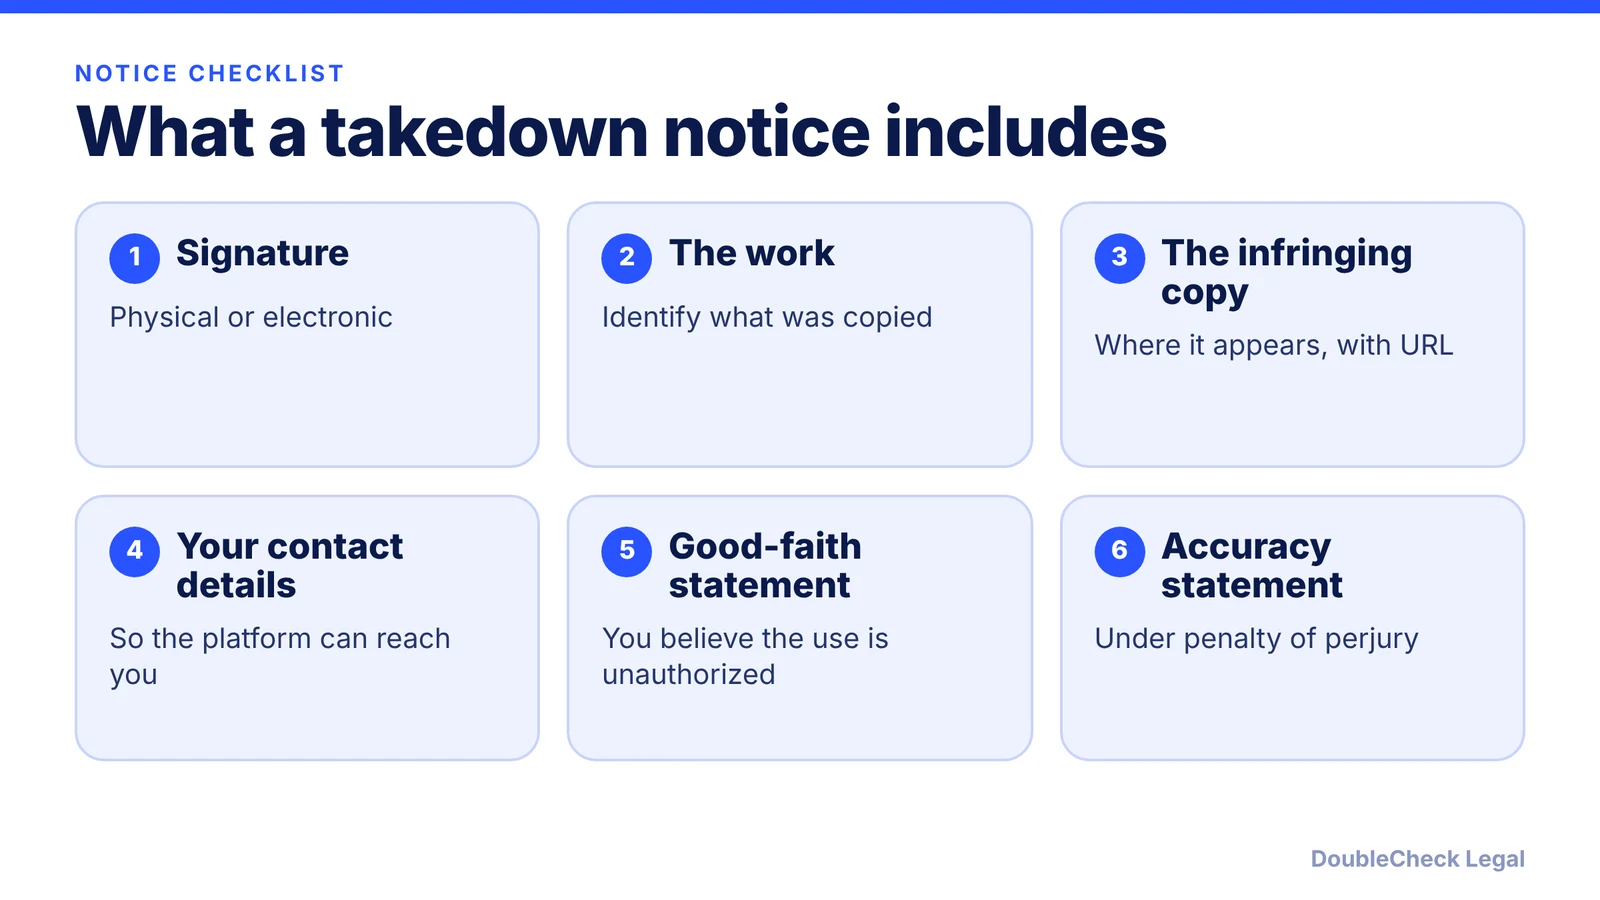 NOTICE CHECKLIST
What a takedown notice includes
1 Signature
Physical or electronic
2 The work
Identify what was copied
3 The infringing
copy
Where it appears, with URL
4 Your contact
details
So the platform can reach
you
5 Good-faith
statement
You believe the use is
unauthorized
6 Accuracy
statement
Under penalty of perjury
DoubleCheck Legal